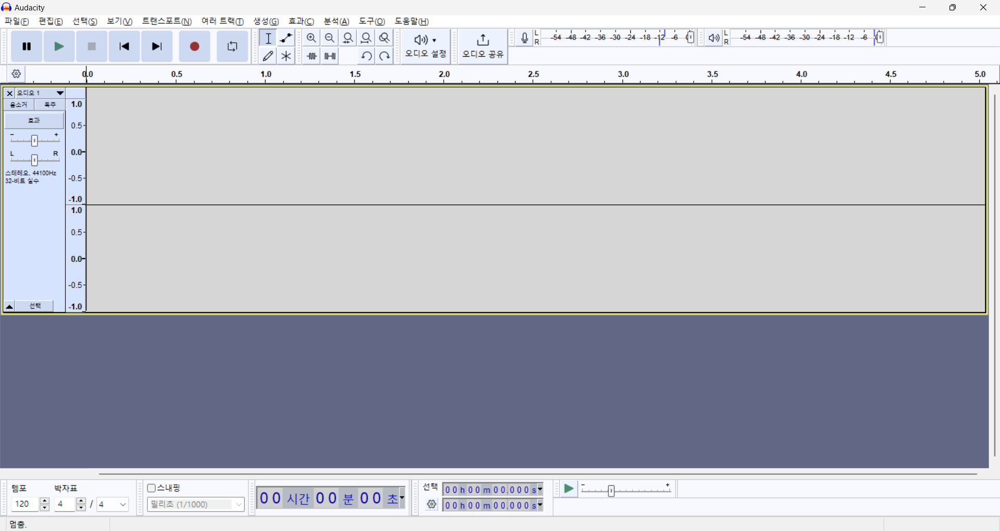 Audacity
파일(F) 편집(E) 선택(S) 보기(V) 트랜스포트(N) 여러 트랙(T) 생성(G) 효과(C) 분석(A) 도구(O) 도움말(H)
오디오 설정
오디오 공유
L
R
-54 -48 -42 -36 -30 -24 -18 -12 -6 0
L
R
-54 -48 -42 -36 -30 -24 -18 -12 -6 0
0.0 0.5 1.0 1.5 2.0 2.5 3.0 3.5 4.0 4.5 5.0
오디오 1
음소거 독주
효과
- +
L R
스테레오, 44100Hz
32-비트 실수
선택
1.0
0.5
0.0
-0.5
-1.0
1.0
0.5
0.0
-0.5
-1.0
템포 박자표
120 4 / 4
스내핑
밀리초 (1/1000)
00 시간 00 분 00 초
선택
00 h 00 m 00.000 s
00 h 00 m 00.000 s
- +
멈춤.